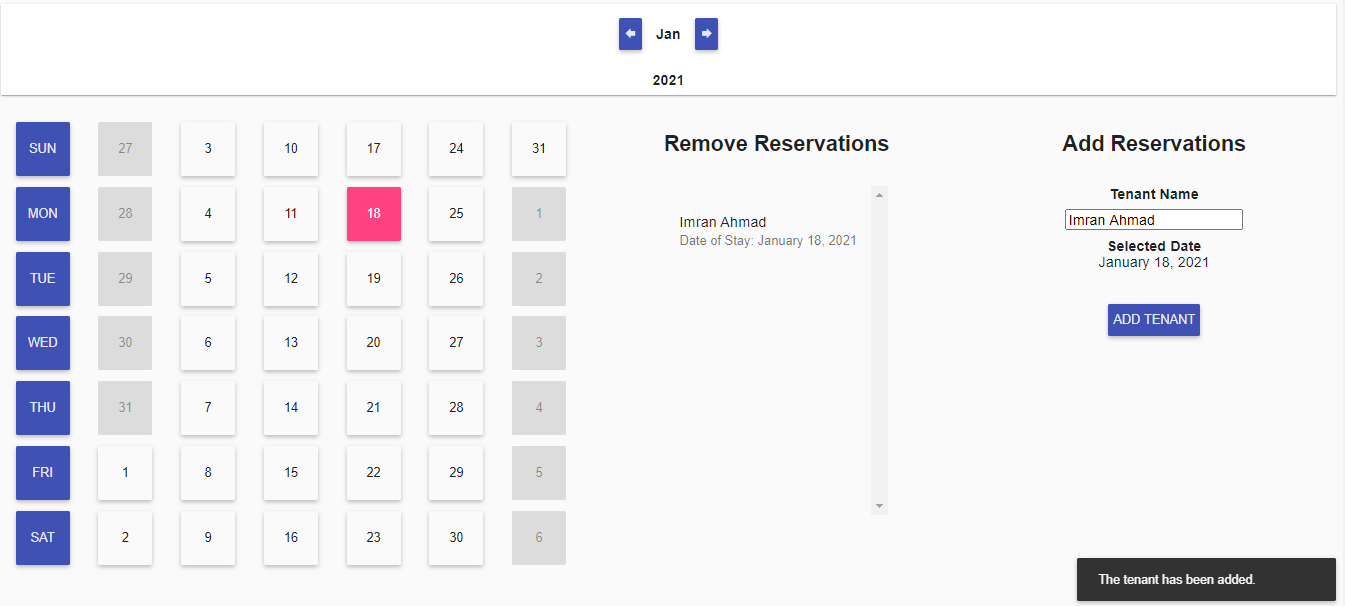 Jan
2021
SUN 27 3 10 17 24 31
MON 28 4 11 18 25 1
TUE 29 5 12 19 26 2
WED 30 6 13 20 27 3
THU 31 7 14 21 28 4
FRI 1 8 15 22 29 5
SAT 2 9 16 23 30 6
Remove Reservations
Imran Ahmad
Date of Stay: January 18, 2021
Add Reservations
Tenant Name
Imran Ahmad
Selected Date
January 18, 2021
ADD TENANT
The tenant has been added.